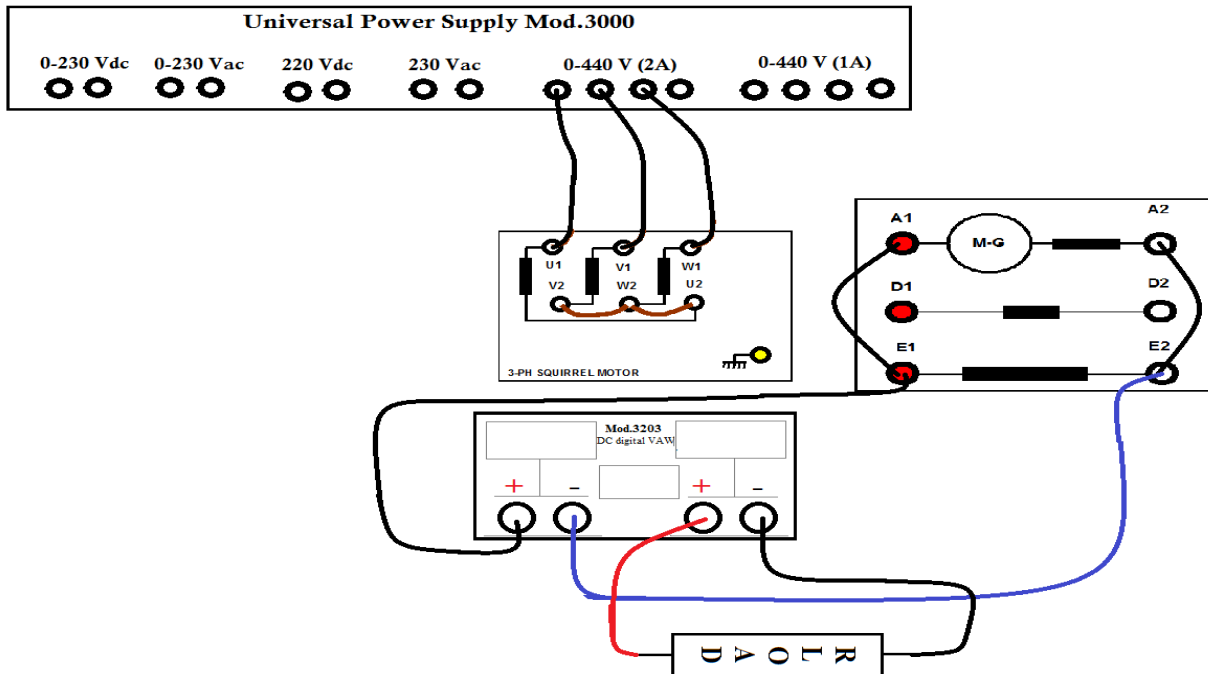 Universal Power Supply Mod.3000
0-230 Vdc 0-230 Vac 220 Vdc 230 Vac 0-440 V (2A) 0-440 V (1A)
A1 M-G A2
U1 V1 W1
V2 W2 U2
D1 D2
E1 E2
3-PH SQUIRREL MOTOR
Mod.3203
DC digital VAW
+ - + -
R LOAD